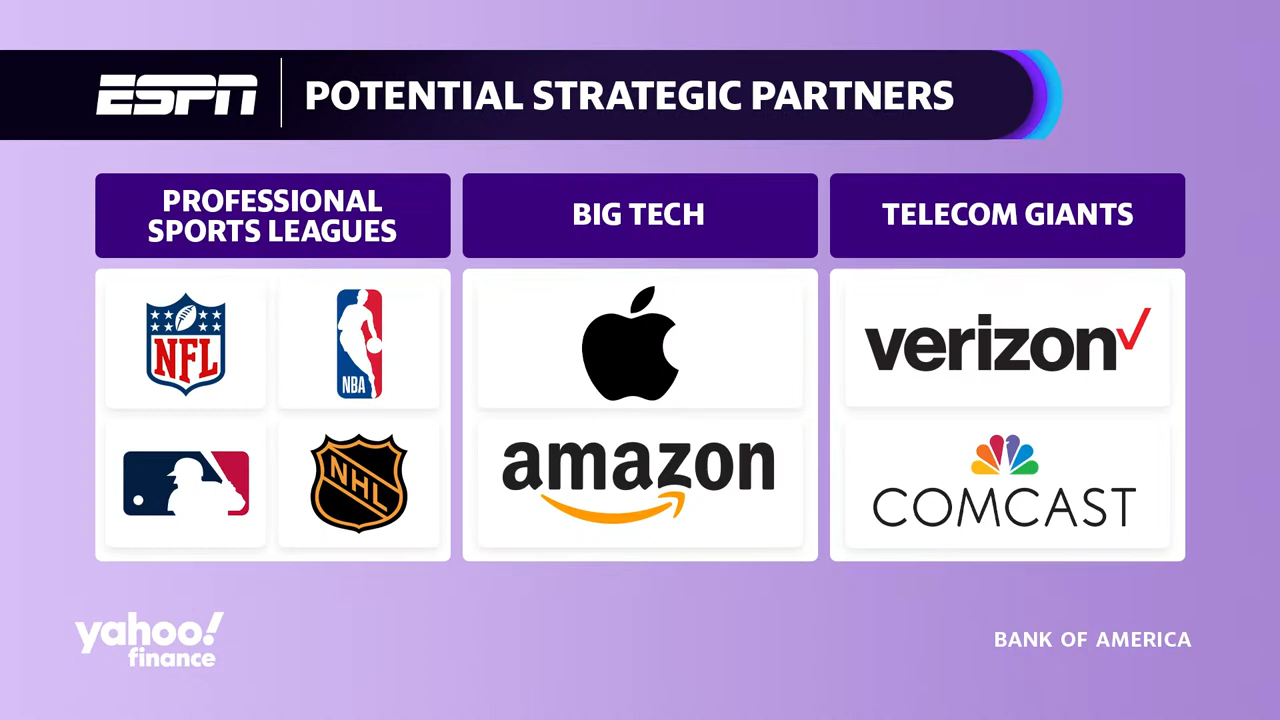 ESPN
POTENTIAL STRATEGIC PARTNERS
PROFESSIONAL
SPORTS LEAGUES
BIG TECH
TELECOM GIANTS
NFL
NBA
NHL
amazon
verizon
COMCAST
yahoo!
finance
BANK OF AMERICA